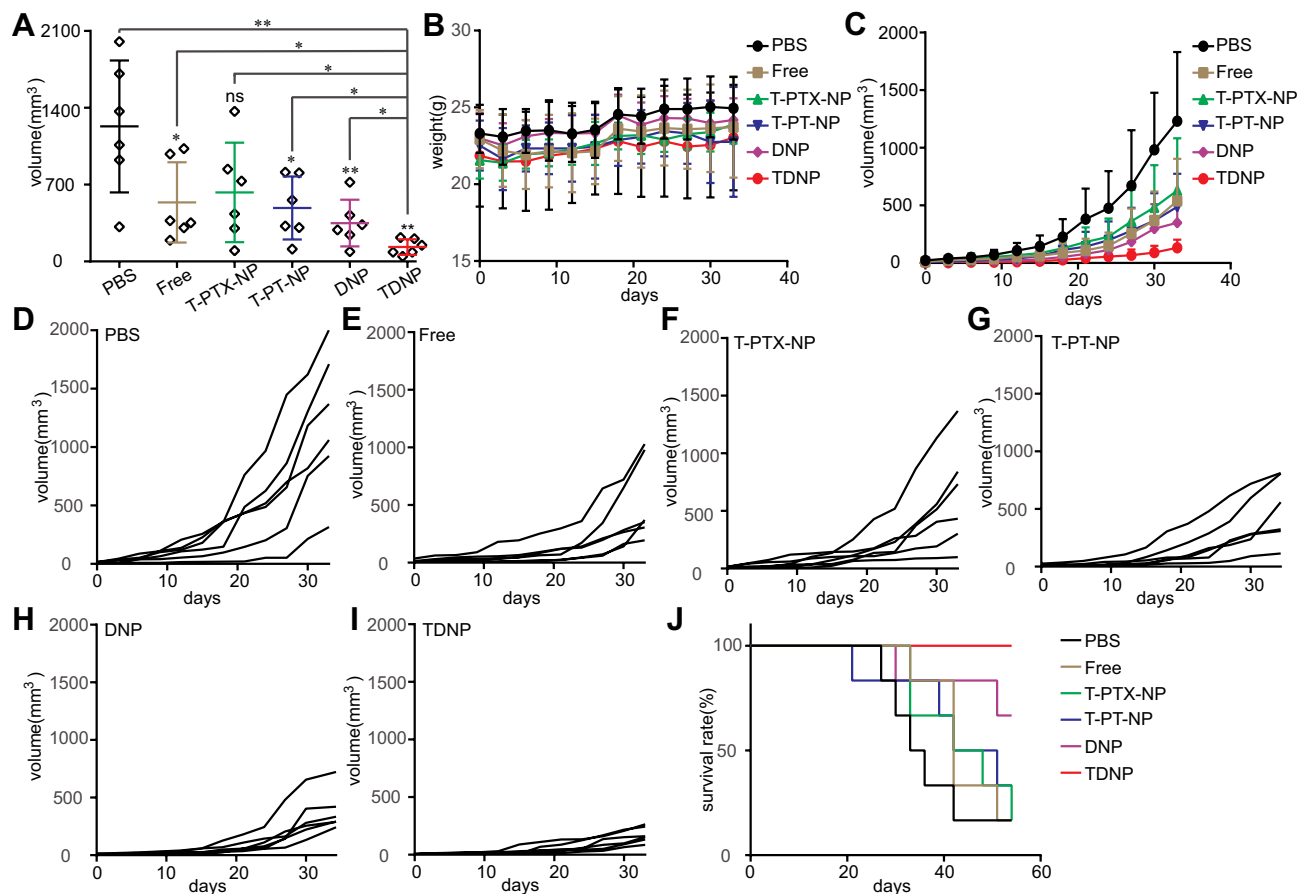 A
volume(mm³)
2100
1400
700
0
**
*
*
*
*
ns
*
*
**
**
PBS
Free
T-PTX-NP
T-PT-NP
DNP
TDNP
B
weight(g)
30
25
20
15
0
10
20
30
40
days
PBS
Free
T-PTX-NP
T-PT-NP
DNP
TDNP
C
volume(mm³)
2000
1500
1000
500
0
0
10
20
30
40
days
PBS
Free
T-PTX-NP
T-PT-NP
DNP
TDNP
D
PBS
volume(mm³)
2000
1500
1000
500
0
0
10
20
30
days
E
Free
volume(mm³)
2000
1500
1000
500
0
0
10
20
30
days
F
T-PTX-NP
volume(mm³)
2000
1500
1000
500
0
0
10
20
30
days
G
T-PT-NP
volume(mm³)
2000
1500
1000
500
0
0
10
20
30
days
H
DNP
volume(mm³)
2000
1500
1000
500
0
0
10
20
30
days
I
TDNP
volume(mm³)
2000
1500
1000
500
0
0
10
20
30
days
J
survival rate(%)
100
50
0
0
20
40
60
days
PBS
Free
T-PTX-NP
T-PT-NP
DNP
TDNP